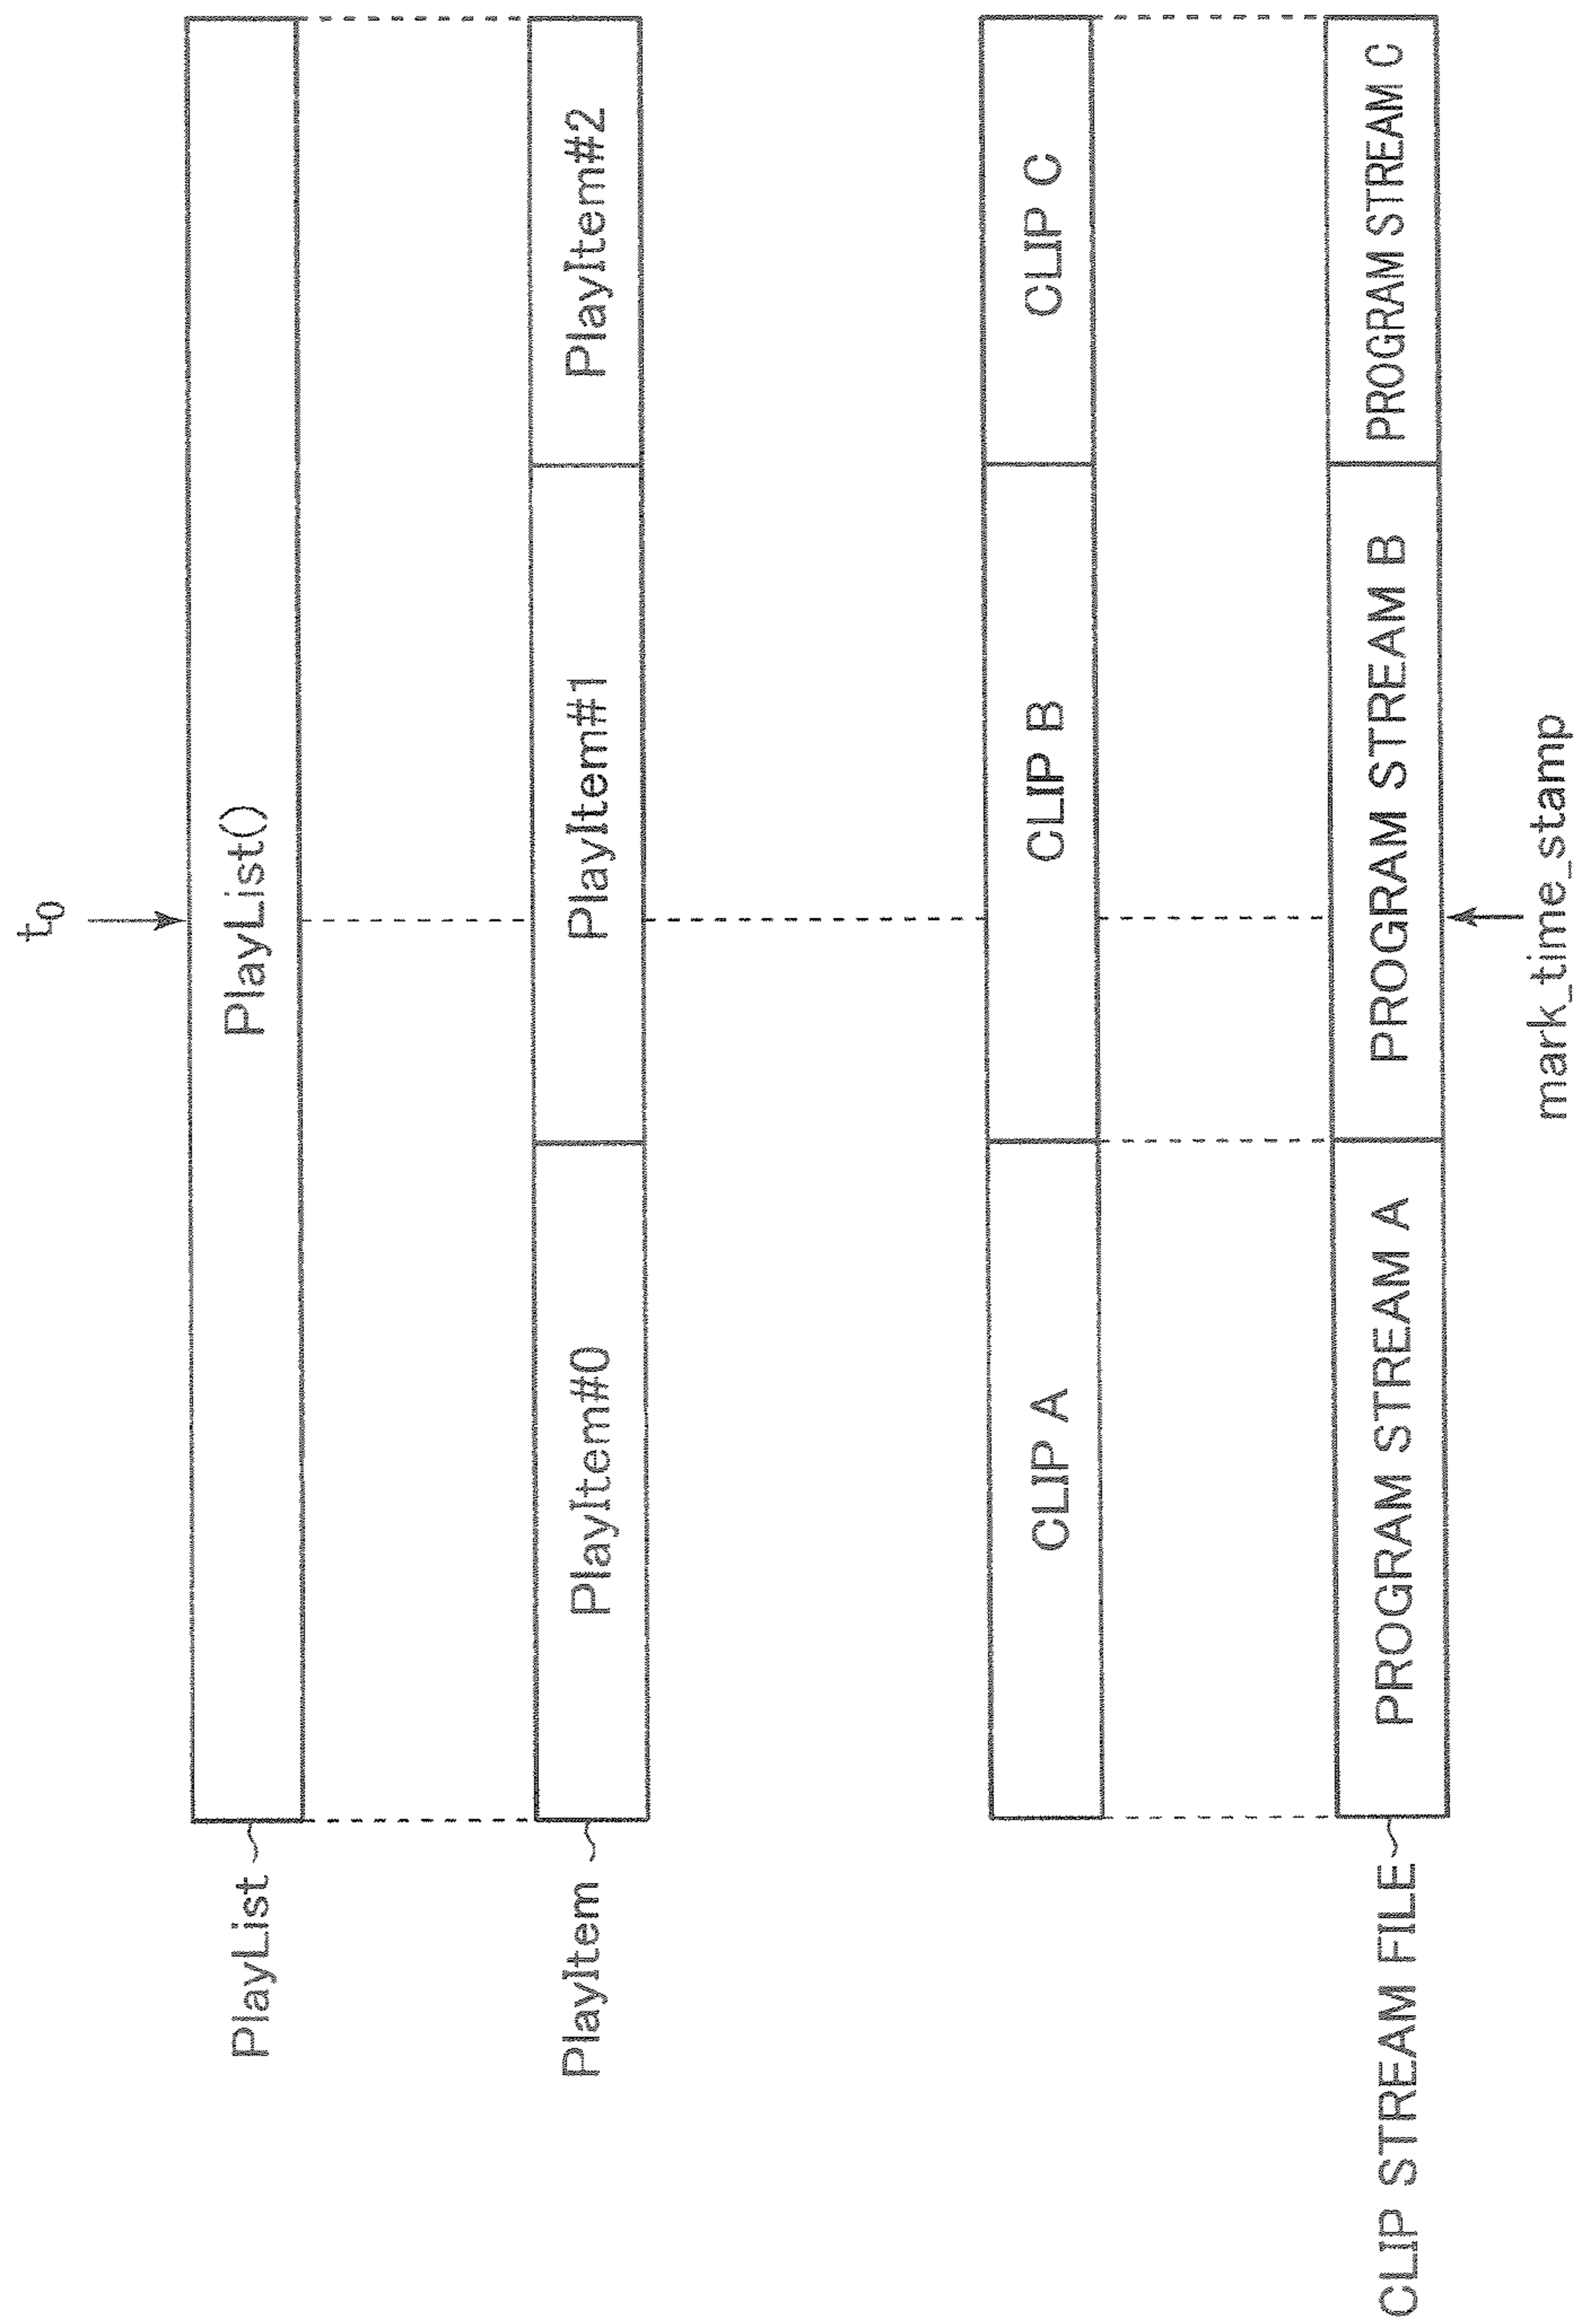 t0
PlayList PlayList()
PlayItem PlayItem#0 PlayItem#1 PlayItem#2
CLIP A CLIP B CLIP C
CLIP STREAM FILE PROGRAM STREAM A PROGRAM STREAM B PROGRAM STREAM C
mark_time_stamp